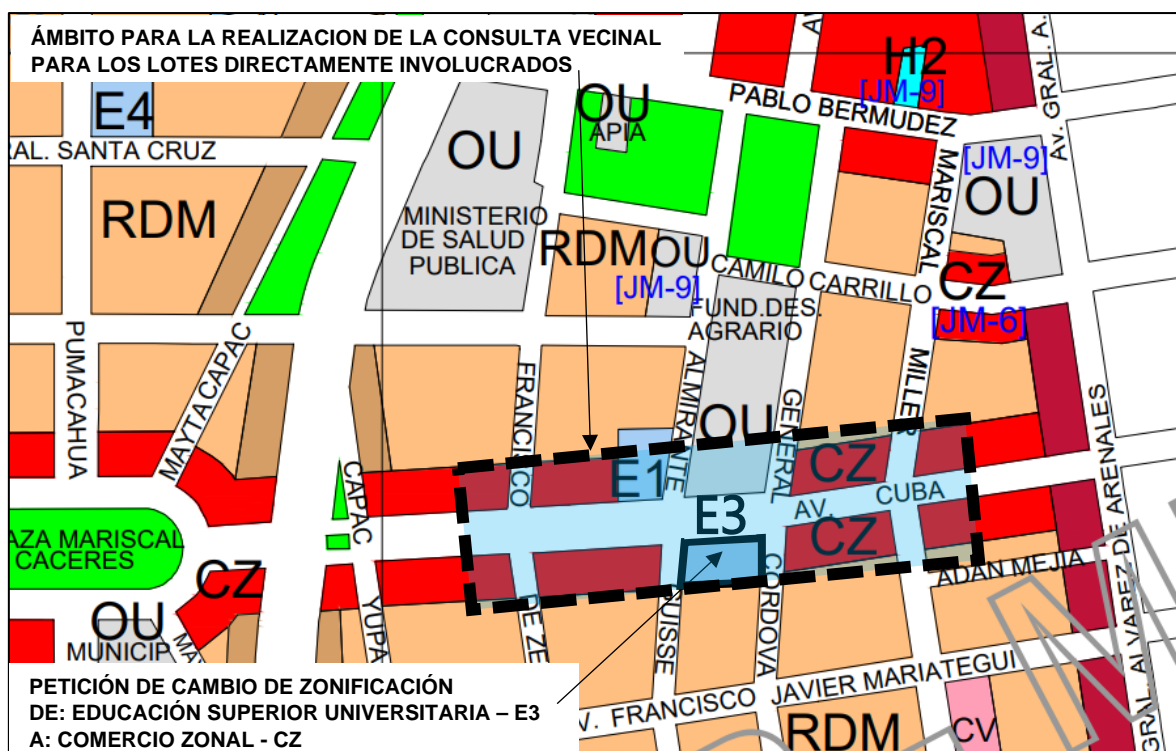 ÁMBITO PARA LA REALIZACION DE LA CONSULTA VECINAL
PARA LOS LOTES DIRECTAMENTE INVOLUCRADOS
H2
[JM-9]
AV. GRAL. A.
E4
OU
OU
APIA
PABLO BERMUDEZ
RAL. SANTA CRUZ
[JM-9]
OU
RDM
MINISTERIO
DE SALUD
PUBLICA
RDM
OU
[JM-9]
CAMILO CARRILLO
MARISCAL
CZ
[JM-6]
FUND.DES.
AGRARIO
PUMACAHUA
MAYTA CAPAC
FRANCISCO
ALMIRANTE
OU
GENERAL
MILLER
E1
CZ
CAPAC
E3
AV. CUBA
CZ
PLAZA MARISCAL
CACERES
CZ
ADAN MEJIA
OU
MUNICIP
YUPA
DE ZE
GUISSE
CORDOVA
GRAL. ALVAREZ DE ARENALES
V. FRANCISCO JAVIER MARIATEGUI
RDM
CV
PETICIÓN DE CAMBIO DE ZONIFICACIÓN
DE: EDUCACIÓN SUPERIOR UNIVERSITARIA – E3
A: COMERCIO ZONAL - CZ